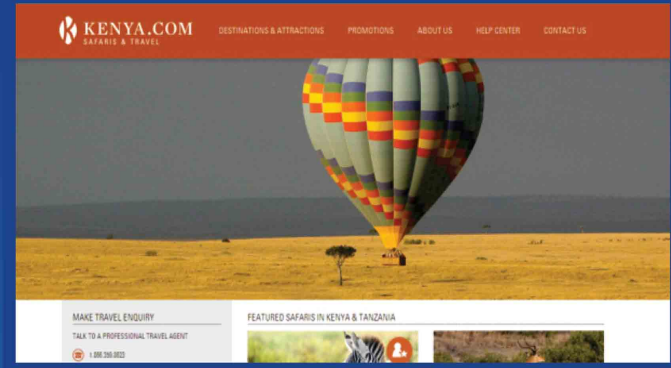 KENYA.COM
SAFARIS & TRAVEL
DESTINATIONS & ATTRACTIONS PROMOTIONS ABOUT US HELP CENTER CONTACT US
MAKE TRAVEL ENQUIRY
TALK TO A PROFESSIONAL TRAVEL AGENT
FEATURED SAFARIS IN KENYA & TANZANIA